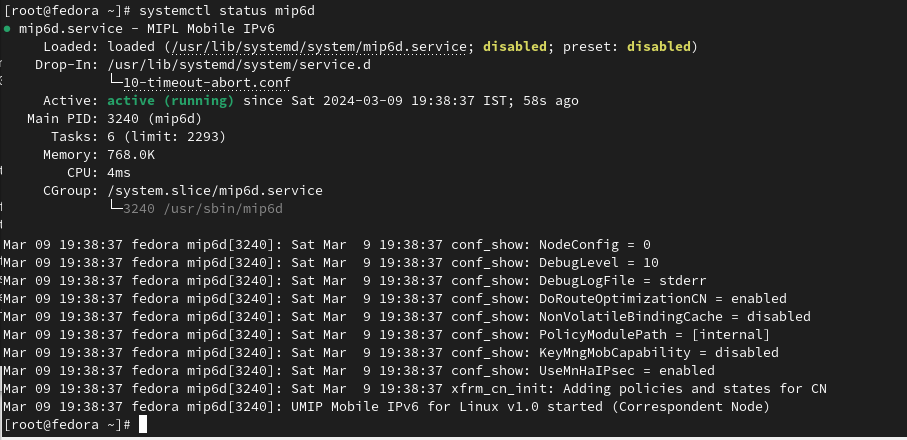 [root@fedora ~]# systemctl status mip6d
● mip6d.service - MIPL Mobile IPv6
     Loaded: loaded (/usr/lib/systemd/system/mip6d.service; disabled; preset: disabled)
    Drop-In: /usr/lib/systemd/system/service.d
             └─10-timeout-abort.conf
     Active: active (running) since Sat 2024-03-09 19:38:37 IST; 58s ago
   Main PID: 3240 (mip6d)
      Tasks: 6 (limit: 2293)
     Memory: 768.0K
        CPU: 4ms
     CGroup: /system.slice/mip6d.service
             └─3240 /usr/sbin/mip6d

Mar 09 19:38:37 fedora mip6d[3240]: Sat Mar  9 19:38:37 conf_show: NodeConfig = 0
Mar 09 19:38:37 fedora mip6d[3240]: Sat Mar  9 19:38:37 conf_show: DebugLevel = 10
Mar 09 19:38:37 fedora mip6d[3240]: Sat Mar  9 19:38:37 conf_show: DebugLogFile = stderr
Mar 09 19:38:37 fedora mip6d[3240]: Sat Mar  9 19:38:37 conf_show: DoRouteOptimizationCN = enabled
Mar 09 19:38:37 fedora mip6d[3240]: Sat Mar  9 19:38:37 conf_show: NonVolatileBindingCache = disabled
Mar 09 19:38:37 fedora mip6d[3240]: Sat Mar  9 19:38:37 conf_show: PolicyModulePath = [internal]
Mar 09 19:38:37 fedora mip6d[3240]: Sat Mar  9 19:38:37 conf_show: KeyMngMobCapability = disabled
Mar 09 19:38:37 fedora mip6d[3240]: Sat Mar  9 19:38:37 conf_show: UseMnHaIPsec = enabled
Mar 09 19:38:37 fedora mip6d[3240]: Sat Mar  9 19:38:37 xfrm_cn_init: Adding policies and states for CN
Mar 09 19:38:37 fedora mip6d[3240]: UMIP Mobile IPv6 for Linux v1.0 started (Correspondent Node)
[root@fedora ~]#